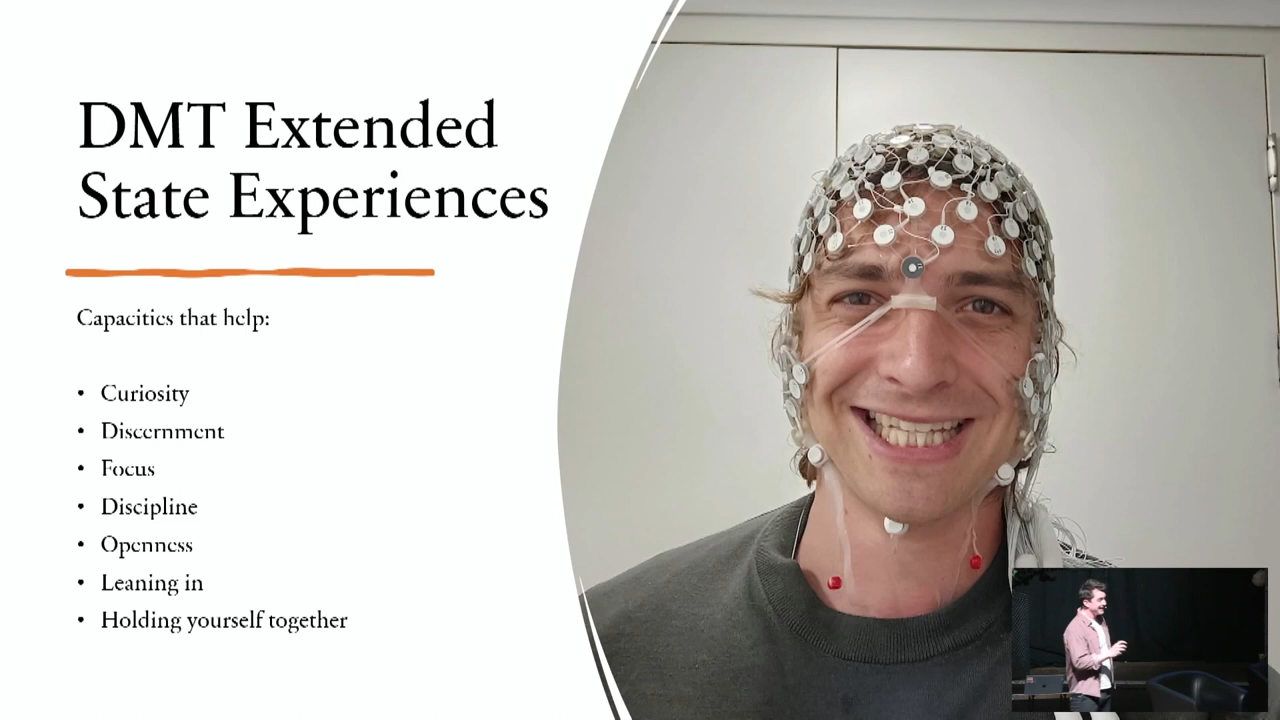 DMT Extended
State Experiences
Capacities that help:
• Curiosity
• Discernment
• Focus
• Discipline
• Openness
• Leaning in
• Holding yourself together